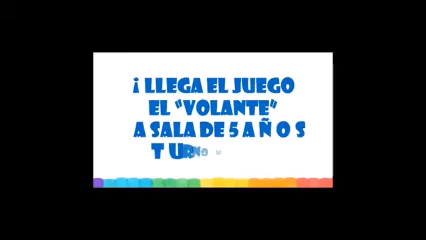 ¡ LLEGA EL JUEGO
EL "VOLANTE"
A SALA DE 5 A Ñ O S
T U R N O